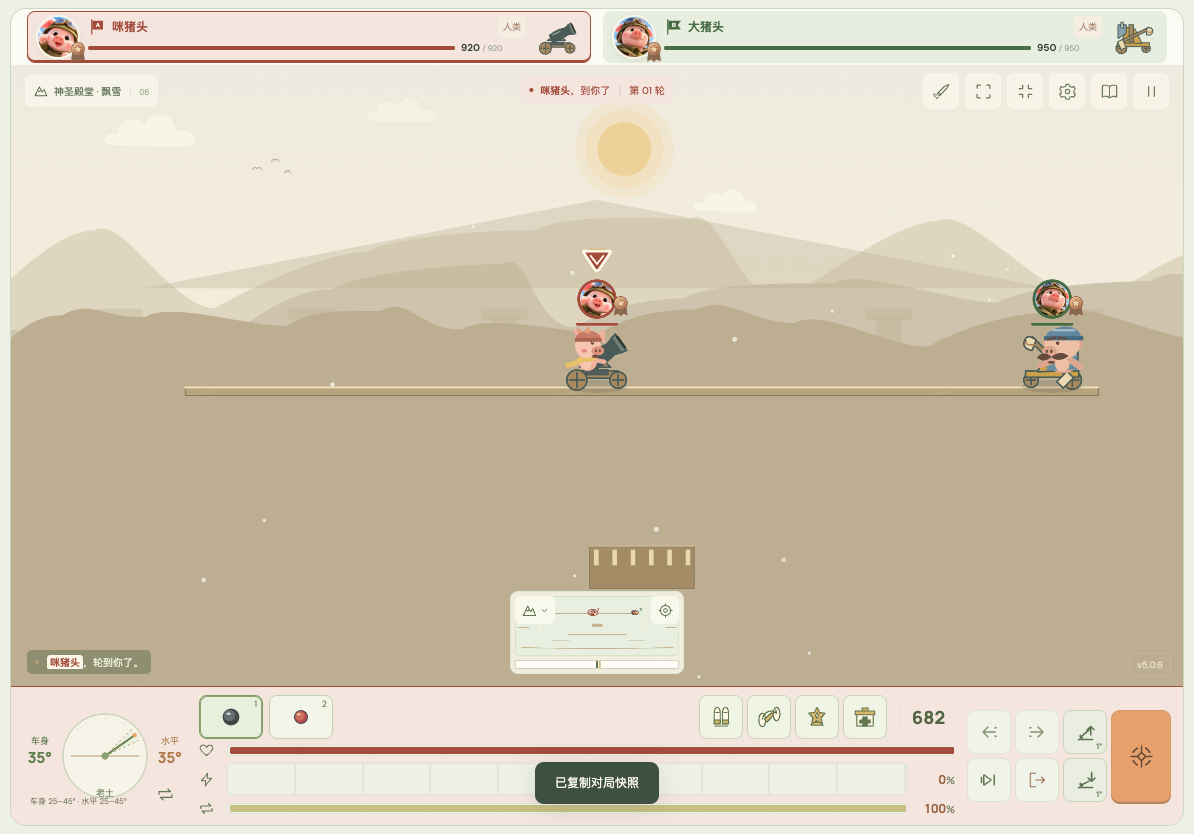 咪猪头
人类
920 / 920
大猪头
人类
950 / 950
神圣殿堂 · 飘雪
06
咪猪头，到你了
第 01 轮
咪猪头，轮到你了。
v5.0.6
车身
35°
水平
35°
老土
车身 25–45° · 水平 25–45°
1
2
682
0%
100%
1°
1°
已复制对局快照